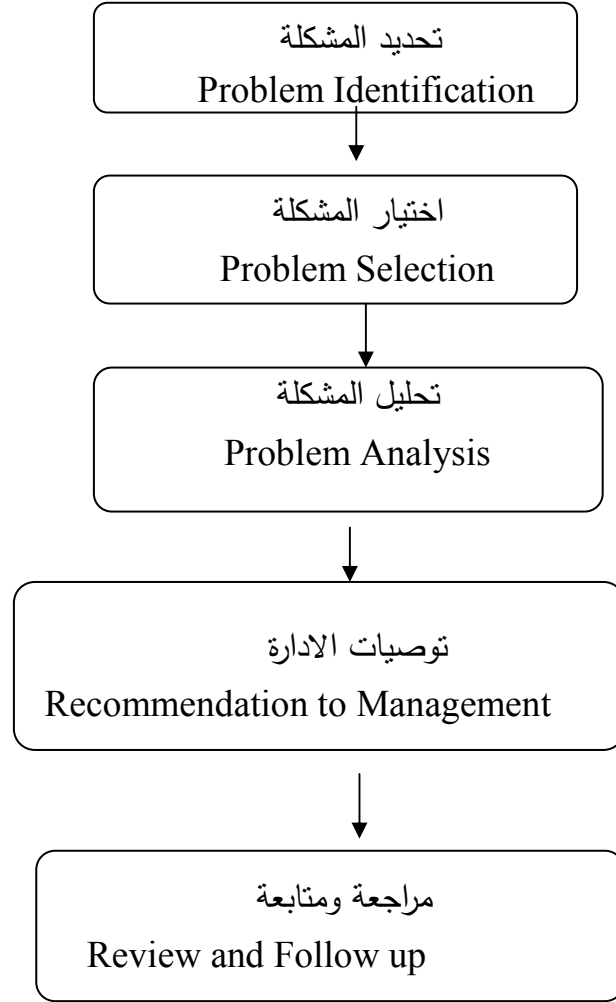 تحديد المشكلة
Problem Identification
اختيار المشكلة
Problem Selection
تحليل المشكلة
Problem Analysis
توصيات الادارة
Recommendation to Management
مراجعة ومتابعة
Review and Follow up